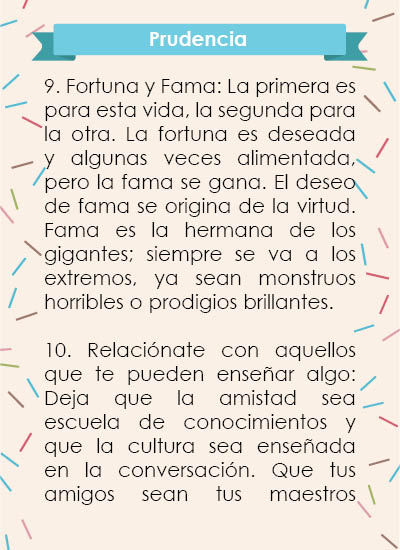 Prudencia
9. Fortuna y Fama: La primera es
para esta vida, la segunda para
la otra. La fortuna es deseada
y algunas veces alimentada,
pero la fama se gana. El deseo
de fama se origina de la virtud.
Fama es la hermana de los
gigantes; siempre se va a los
extremos, ya sean monstruos
horribles o prodigios brillantes.
10. Relaciónate con aquellos
que te pueden enseñar algo:
Deja que la amistad sea
escuela de conocimientos y
que la cultura sea enseñada
en la conversación. Que tus
amigos sean tus maestros